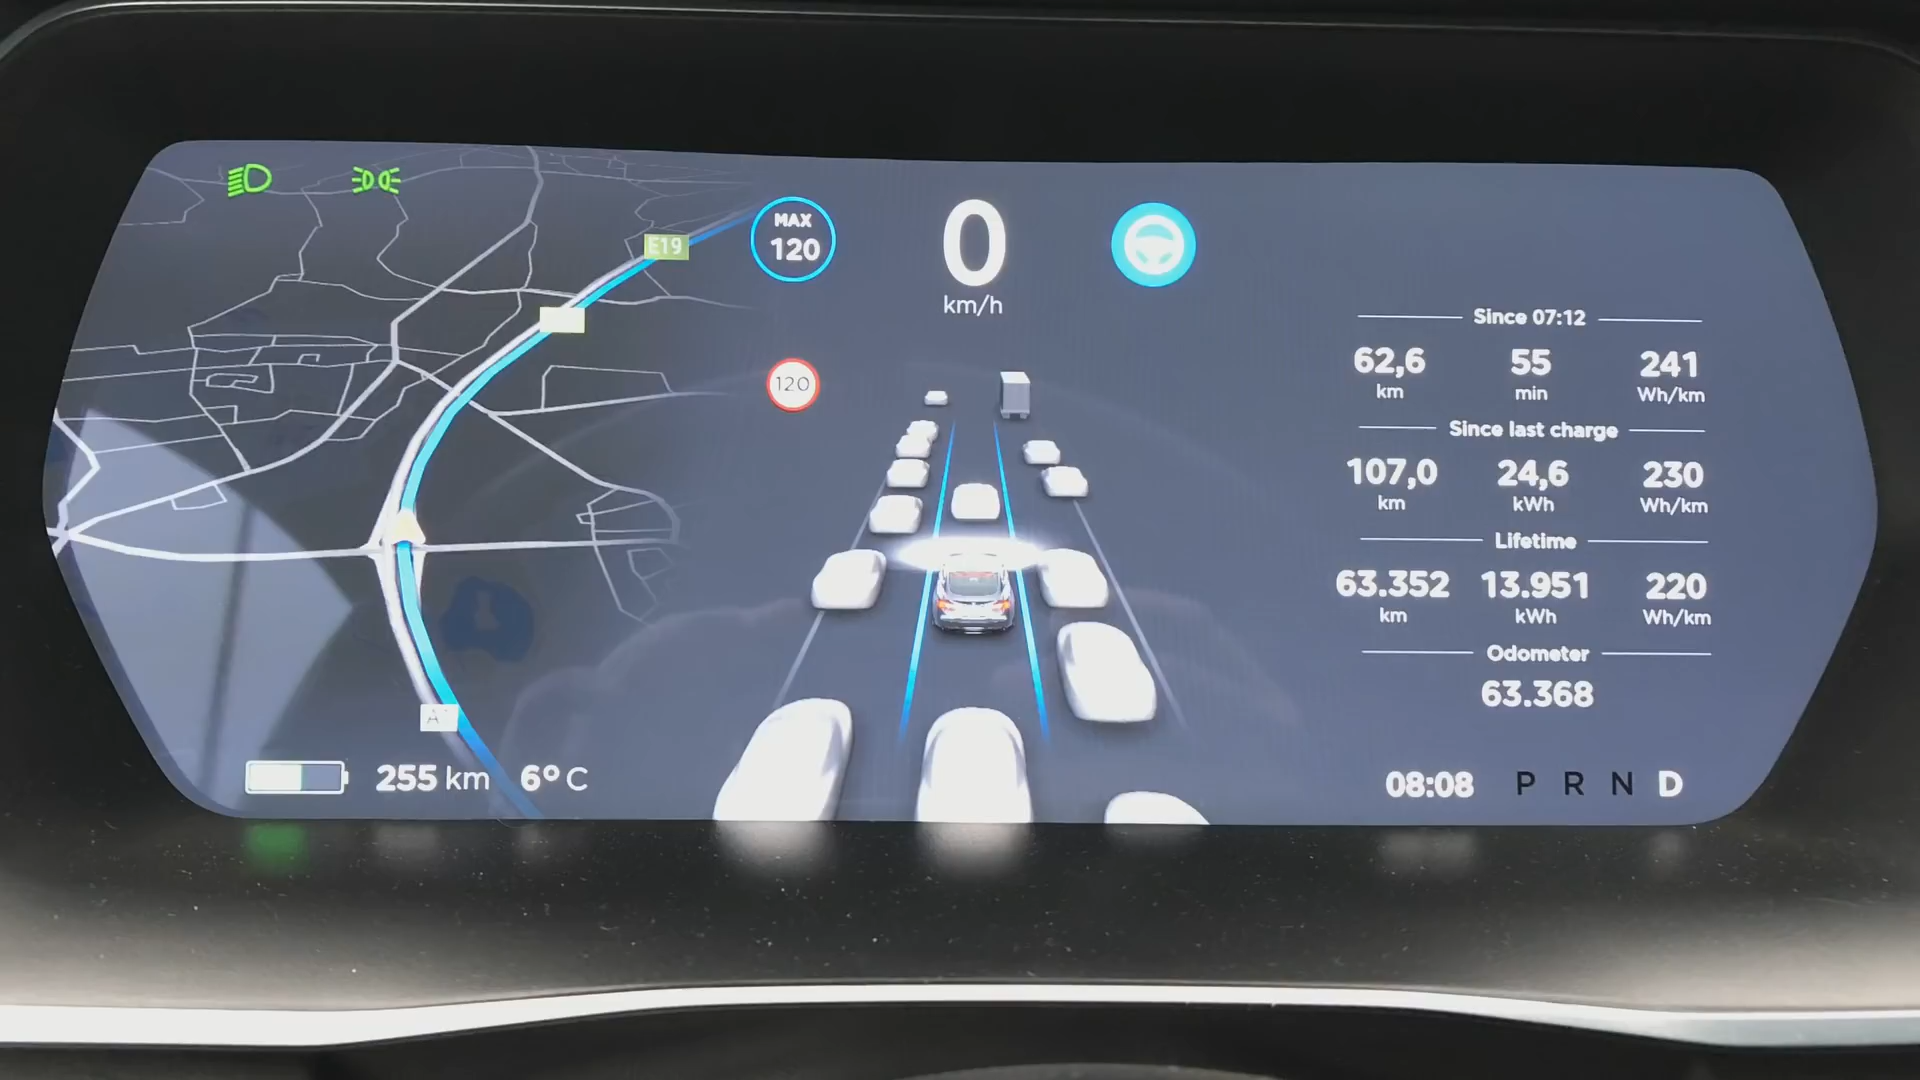 E19
MAX
120
0
km/h
120
Since 07:12
62,6 55 241
km min Wh/km
Since last charge
107,0 24,6 230
km kWh Wh/km
Lifetime
63.352 13.951 220
km kWh Wh/km
Odometer
63.368
255 km 6° C
08:08 P R N D